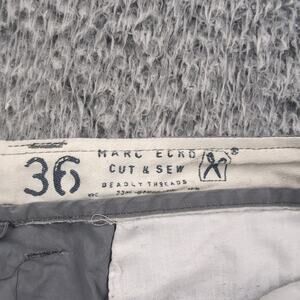 36
MARC ECKO ®
CUT & SEW
DEADLY THREADS